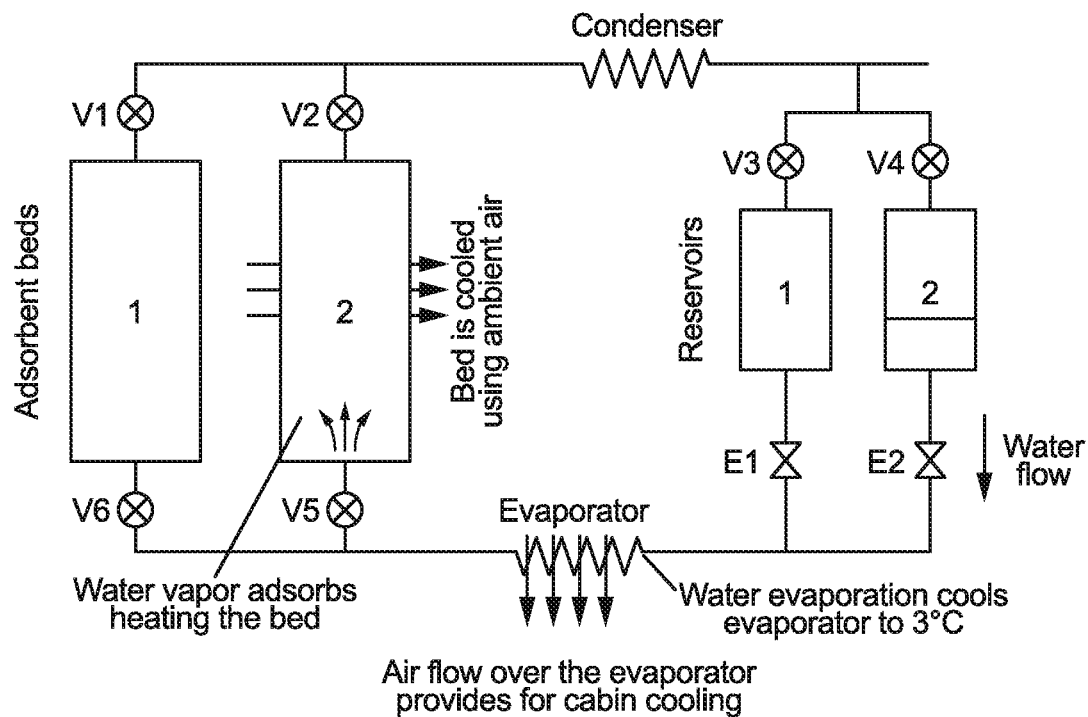 Condenser
V1
V2
V3
V4
Adsorbent beds
1
2
Bed is cooled
using ambient air
Reservoirs
1
2
E1
E2
Water
flow
V6
V5
Evaporator
Water vapor adsorbs
heating the bed
Water evaporation cools
evaporator to 3°C
Air flow over the evaporator
provides for cabin cooling